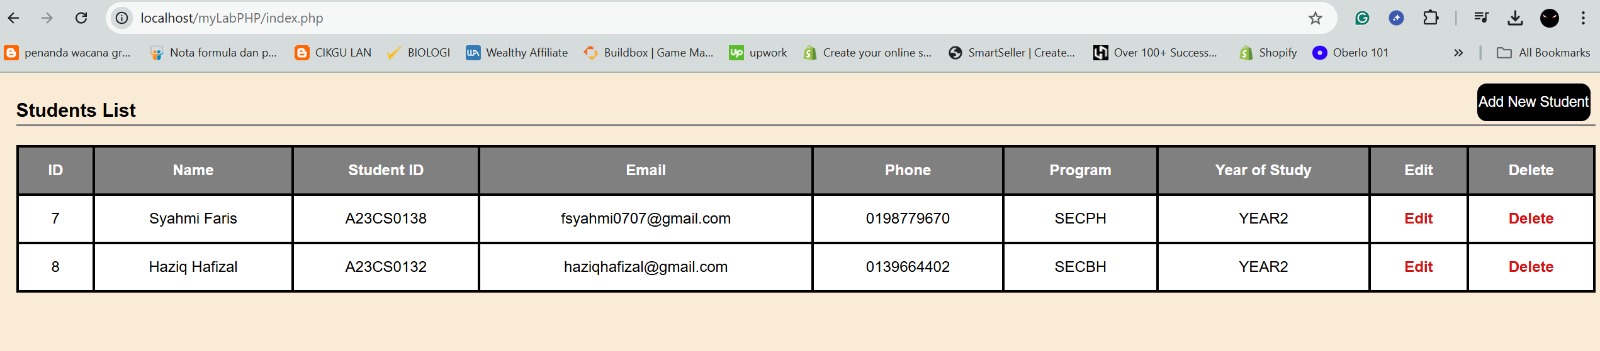 localhost/myLabPHP/index.php
penanda wacana gr... Nota formula dan p... CIKGU LAN BIOLOGI WA Wealthy Affiliate Buildbox | Game Ma... up upwork Create your online s... SmartSeller | Create... Over 100+ Success... Shopify Oberlo 101 » All Bookmarks
Add New Student
Students List
ID Name Student ID Email Phone Program Year of Study Edit Delete
7 Syahmi Faris A23CS0138 fsyahmi0707@gmail.com 0198779670 SECPH YEAR2 Edit Delete
8 Haziq Hafizal A23CS0132 haziqhafizal@gmail.com 0139664402 SECBH YEAR2 Edit Delete